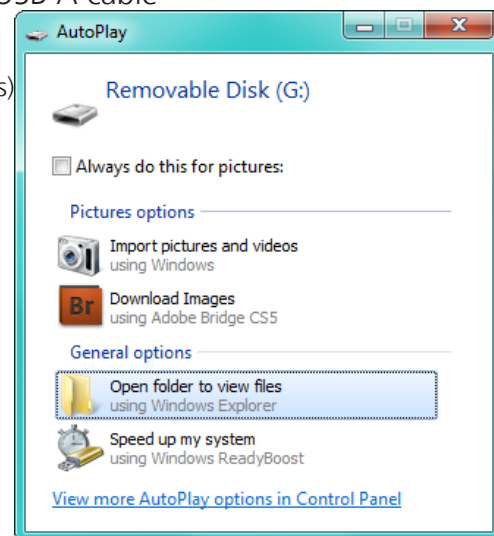 USB A cable
AutoPlay
s)
Removable Disk (G:)
Always do this for pictures:
Pictures options
Import pictures and videos
using Windows
Br
Download Images
using Adobe Bridge CS5
General options
Open folder to view files
using Windows Explorer
Speed up my system
using Windows ReadyBoost
View more AutoPlay options in Control Panel